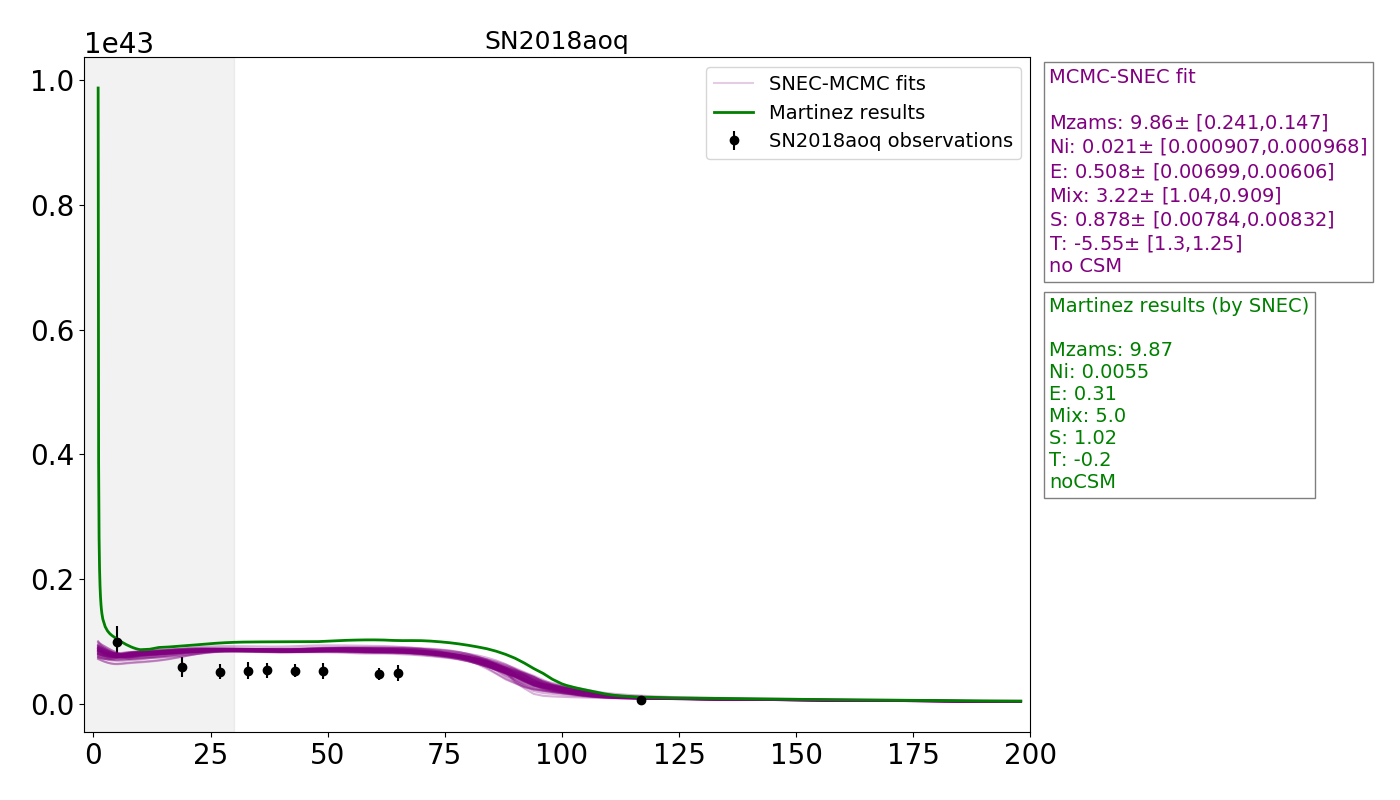 SN2018aoq
1e43
1.0
0.8
0.6
0.4
0.2
0.0
0 25 50 75 100 125 150 175 200
SNEC-MCMC fits
Martinez results
SN2018aoq observations
MCMC-SNEC fit
Mzams: 9.86± [0.241,0.147]
Ni: 0.021± [0.000907,0.000968]
E: 0.508± [0.00699,0.00606]
Mix: 3.22± [1.04,0.909]
S: 0.878± [0.00784,0.00832]
T: -5.55± [1.3,1.25]
no CSM
Martinez results (by SNEC)
Mzams: 9.87
Ni: 0.0055
E: 0.31
Mix: 5.0
S: 1.02
T: -0.2
noCSM